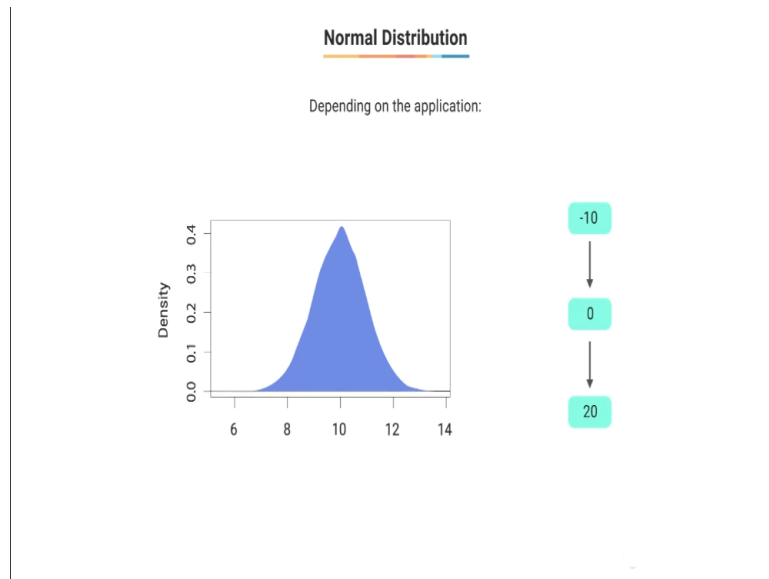 Normal Distribution
Depending on the application:
Density
0.4
0.3
0.2
0.1
0.0
6 8 10 12 14
-10
0
20